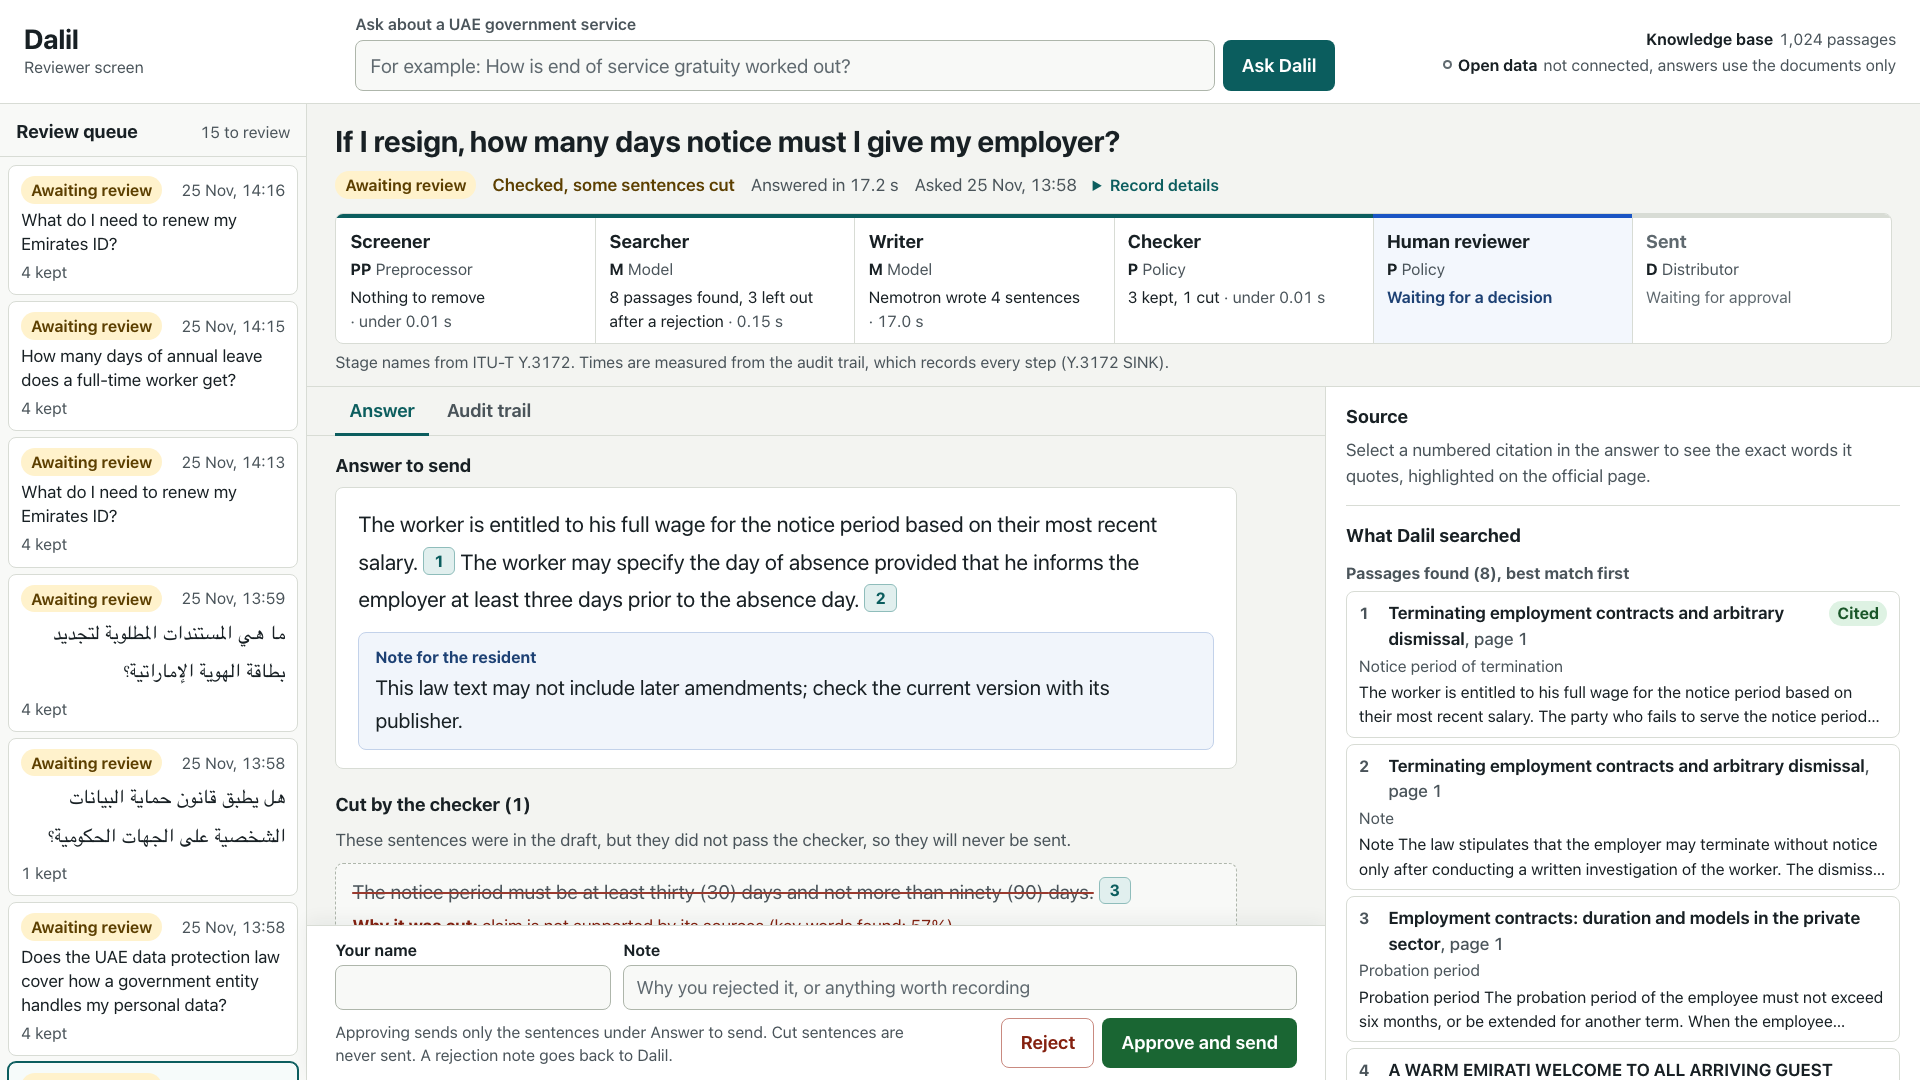 Dalil
Reviewer screen
Ask about a UAE government service
For example: How is end of service gratuity worked out?
Ask Dalil
Knowledge base 1,024 passages
Open data not connected, answers use the documents only
Review queue
15 to review
Awaiting review 25 Nov, 14:16
What do I need to renew my
Emirates ID?
4 kept
Awaiting review 25 Nov, 14:15
How many days of annual leave
does a full-time worker get?
4 kept
Awaiting review 25 Nov, 14:13
What do I need to renew my
Emirates ID?
4 kept
Awaiting review 25 Nov, 13:59
ما هي المستندات المطلوبة لتجديد
بطاقة الهوية الإماراتية؟
4 kept
Awaiting review 25 Nov, 13:58
هل يطبق قانون حماية البيانات
الشخصية على الجهات الحكومية؟
1 kept
Awaiting review 25 Nov, 13:58
Does the UAE data protection law
cover how a government entity
handles my personal data?
4 kept
If I resign, how many days notice must I give my employer?
Awaiting review Checked, some sentences cut Answered in 17.2 s Asked 25 Nov, 13:58 ▶ Record details
Screener
PP Preprocessor
Nothing to remove
· under 0.01 s
Searcher
M Model
8 passages found, 3 left out
after a rejection · 0.15 s
Writer
M Model
Nemotron wrote 4 sentences
· 17.0 s
Checker
P Policy
3 kept, 1 cut · under 0.01 s
Human reviewer
P Policy
Waiting for a decision
Sent
D Distributor
Waiting for approval
Stage names from ITU-T Y.3172. Times are measured from the audit trail, which records every step (Y.3172 SINK).
Answer
Audit trail
Answer to send
The worker is entitled to his full wage for the notice period based on their most recent
salary. 1 The worker may specify the day of absence provided that he informs the
employer at least three days prior to the absence day. 2
Note for the resident
This law text may not include later amendments; check the current version with its
publisher.
Cut by the checker (1)
These sentences were in the draft, but they did not pass the checker, so they will never be sent.
The notice period must be at least thirty (30) days and not more than ninety (90) days. 3
Why it was cut: claim is not supported by its sources (key words found: 57%)
Your name
Note
Why you rejected it, or anything worth recording
Approving sends only the sentences under Answer to send. Cut sentences are
never sent. A rejection note goes back to Dalil.
Reject
Approve and send
Source
Select a numbered citation in the answer to see the exact words it
quotes, highlighted on the official page.
What Dalil searched
Passages found (8), best match first
1 Terminating employment contracts and arbitrary
dismissal, page 1
Cited
Notice period of termination
The worker is entitled to his full wage for the notice period based on
their most recent salary. The party who fails to serve the notice period...
2 Terminating employment contracts and arbitrary dismissal,
page 1
Note
Note The law stipulates that the employer may terminate without notice
only after conducting a written investigation of the worker. The dismiss...
3 Employment contracts: duration and models in the private
sector, page 1
Probation period
Probation period The probation period of the employee must not exceed
six months, or be extended for another term. When the employee...
4 A WARM EMIRATI WELCOME TO ALL ARRIVING GUEST